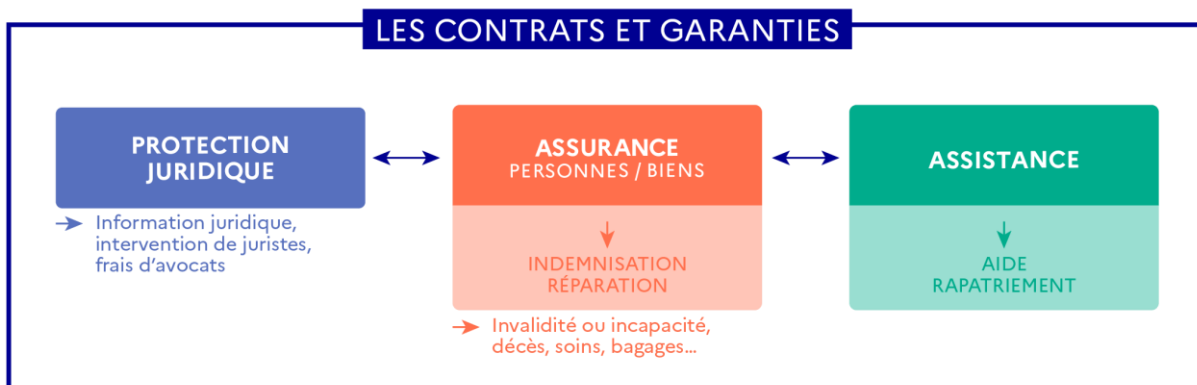 LES CONTRATS ET GARANTIES
PROTECTION
JURIDIQUE
Information juridique,
intervention de juristes,
frais d’avocats
ASSURANCE
PERSONNES / BIENS
INDEMNISATION
RÉPARATION
Invalidité ou incapacité,
décès, soins, bagages…
ASSISTANCE
AIDE
RAPATRIEMENT